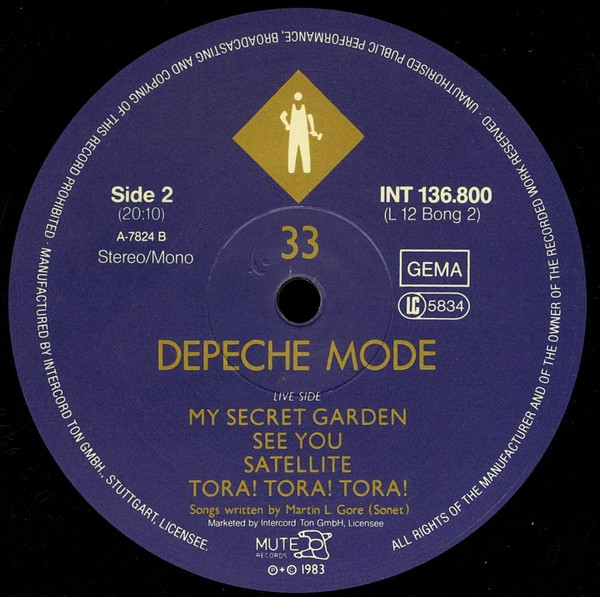 UNAUTHORISED PUBLIC PERFORMANCE, BROADCASTING AND COPYING OF THIS RECORD PROHIBITED · MANUFACTURED BY INTERCORD TON GMBH., STUTTGART, LICENSEE.
ALL RIGHTS OF THE MANUFACTURER AND OF THE OWNER OF THE RECORDED WORK RESERVED ·
Side 2
(20:10)
A-7824 B
Stereo/Mono
INT 136.800
(L 12 Bong 2)
33
GEMA
LC 5834
DEPECHE MODE
LIVE SIDE
MY SECRET GARDEN
SEE YOU
SATELLITE
TORA! TORA! TORA!
Songs written by Martin L. Gore (Sonet)
Marketed by Intercord Ton GmbH, Licensee
MUTE
RECORDS
℗+© 1983